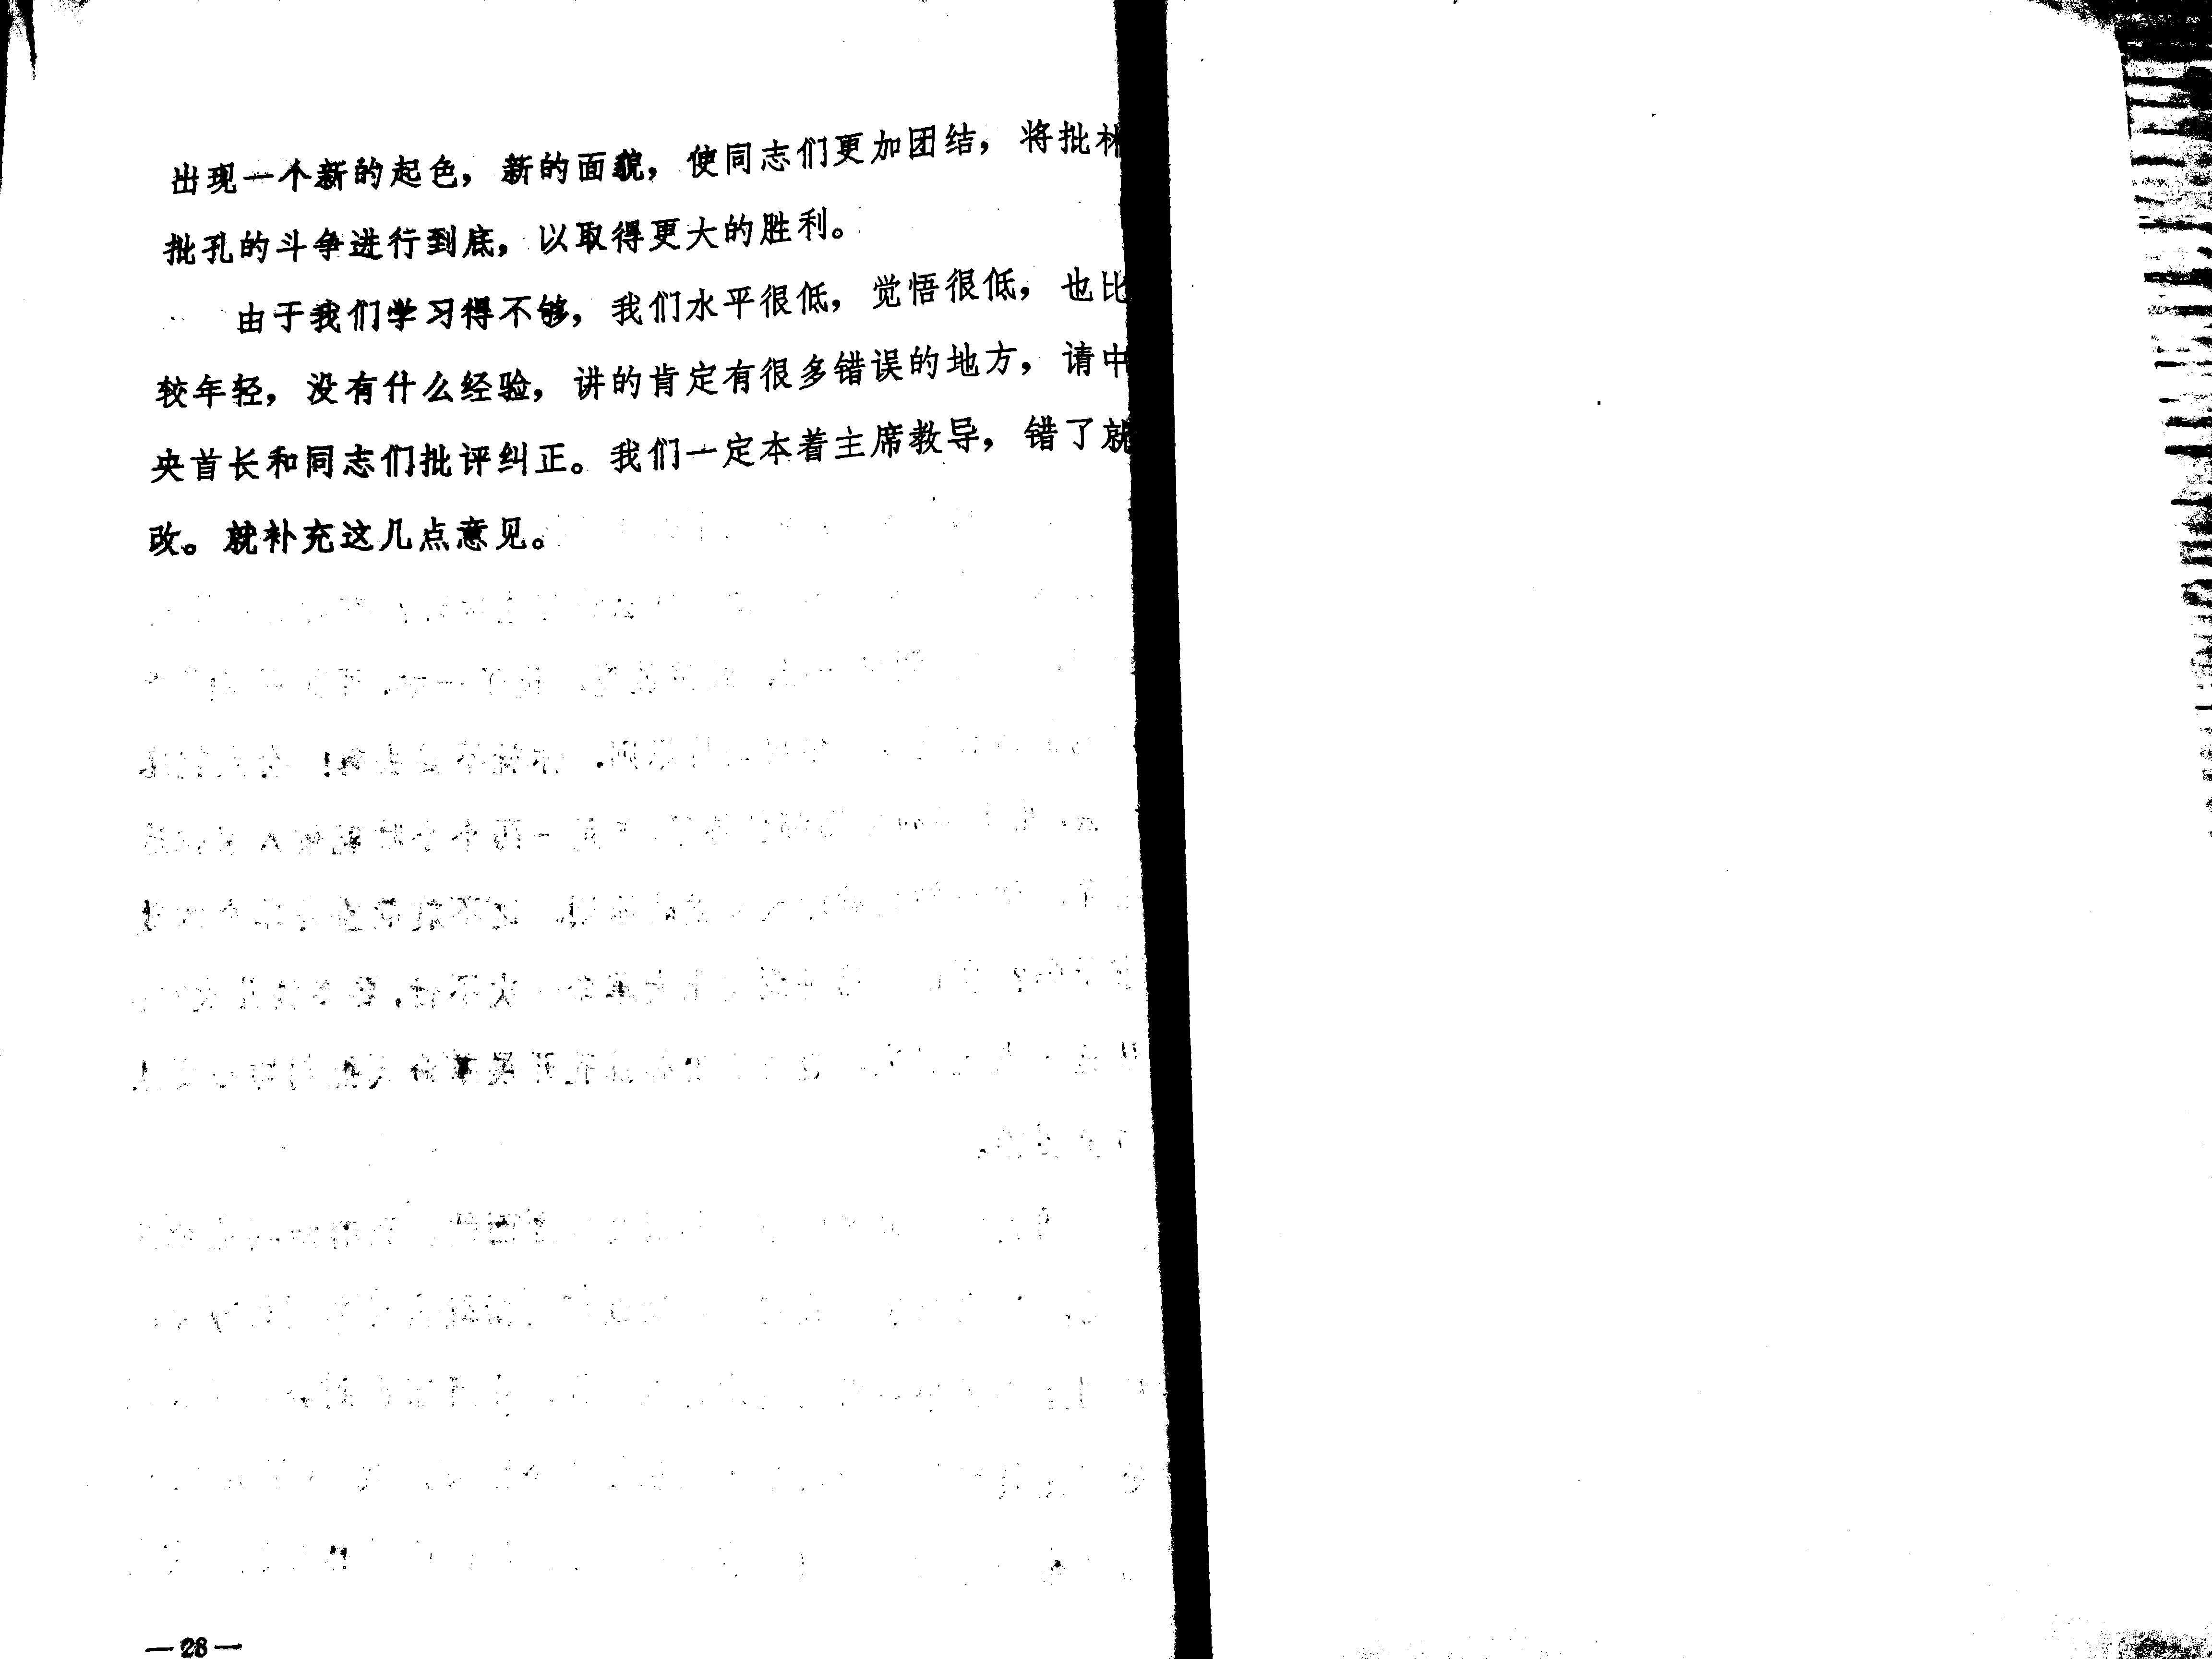 出现一个新的起色，新的面貌，使同志们更加团结，将批林
批孔的斗争进行到底，以取得更大的胜利。
由于我们学习得不够，我们水平很低，觉悟很低，也比
较年轻，没有什么经验，讲的肯定有很多错误的地方，请中
央首长和同志们批评纠正。我们一定本着主席教导，错了就
改。就补充这几点意见。
—28—